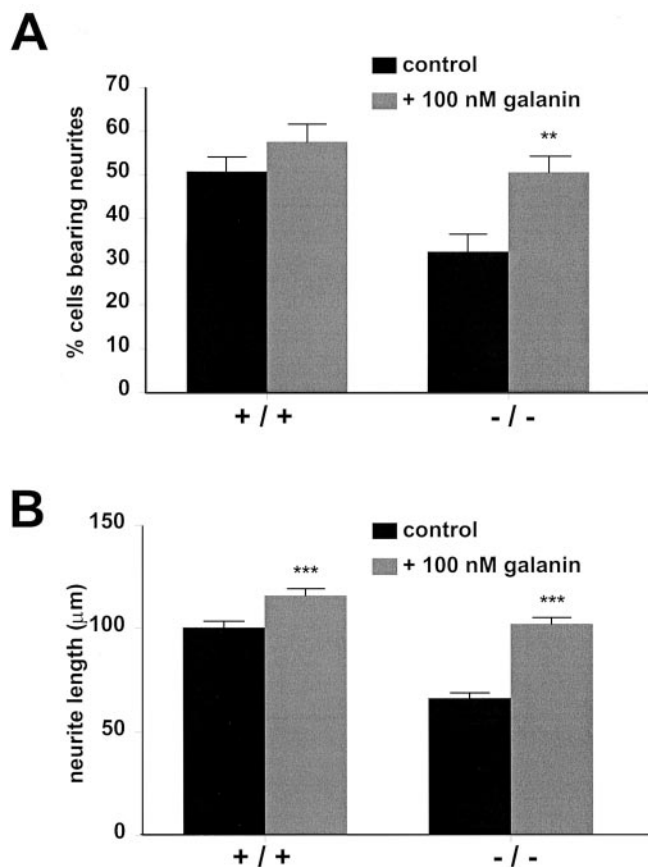 A
control
+ 100 nM galanin
70
60
50
40
30
20
10
0
% cells bearing neurites
**
+ / +
- / -
B
control
+ 100 nM galanin
150
100
50
0
neurite length (μm)
***
***
+ / +
- / -